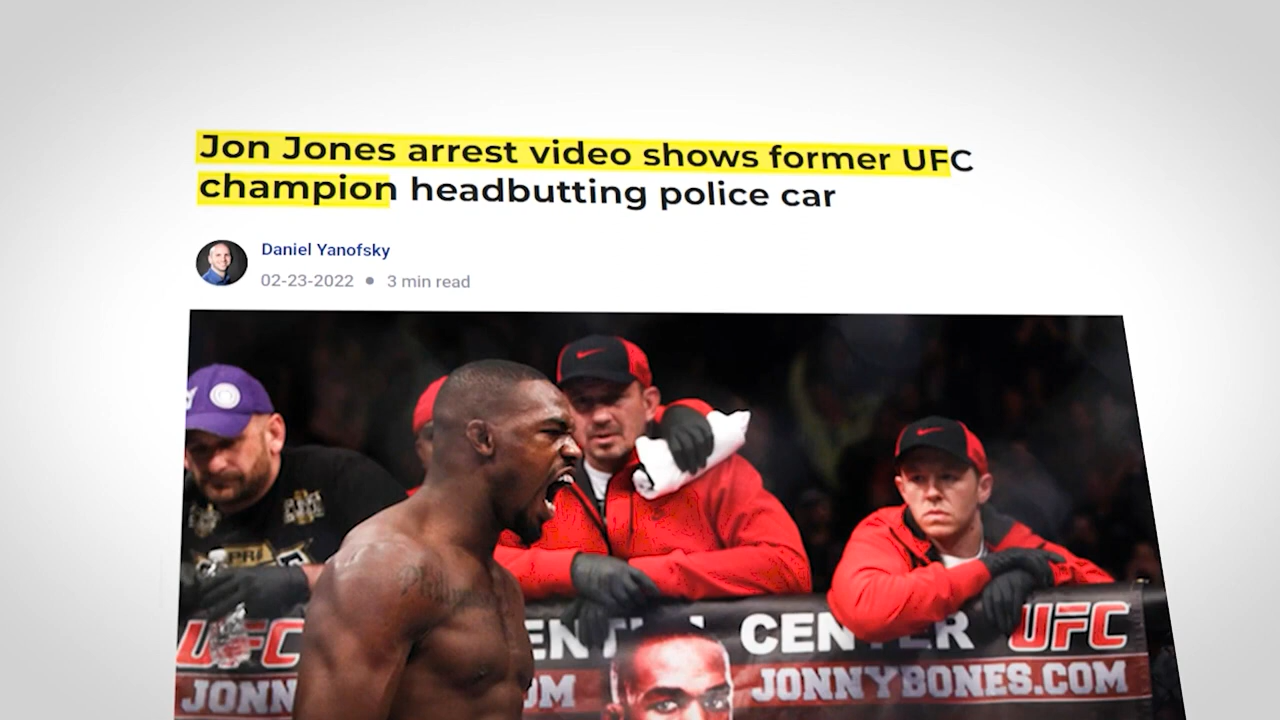 Jon Jones arrest video shows former UFC
champion headbutting police car
Daniel Yanofsky
02-23-2022 • 3 min read
UFC
CENTER UFC
JONNYBONES.COM